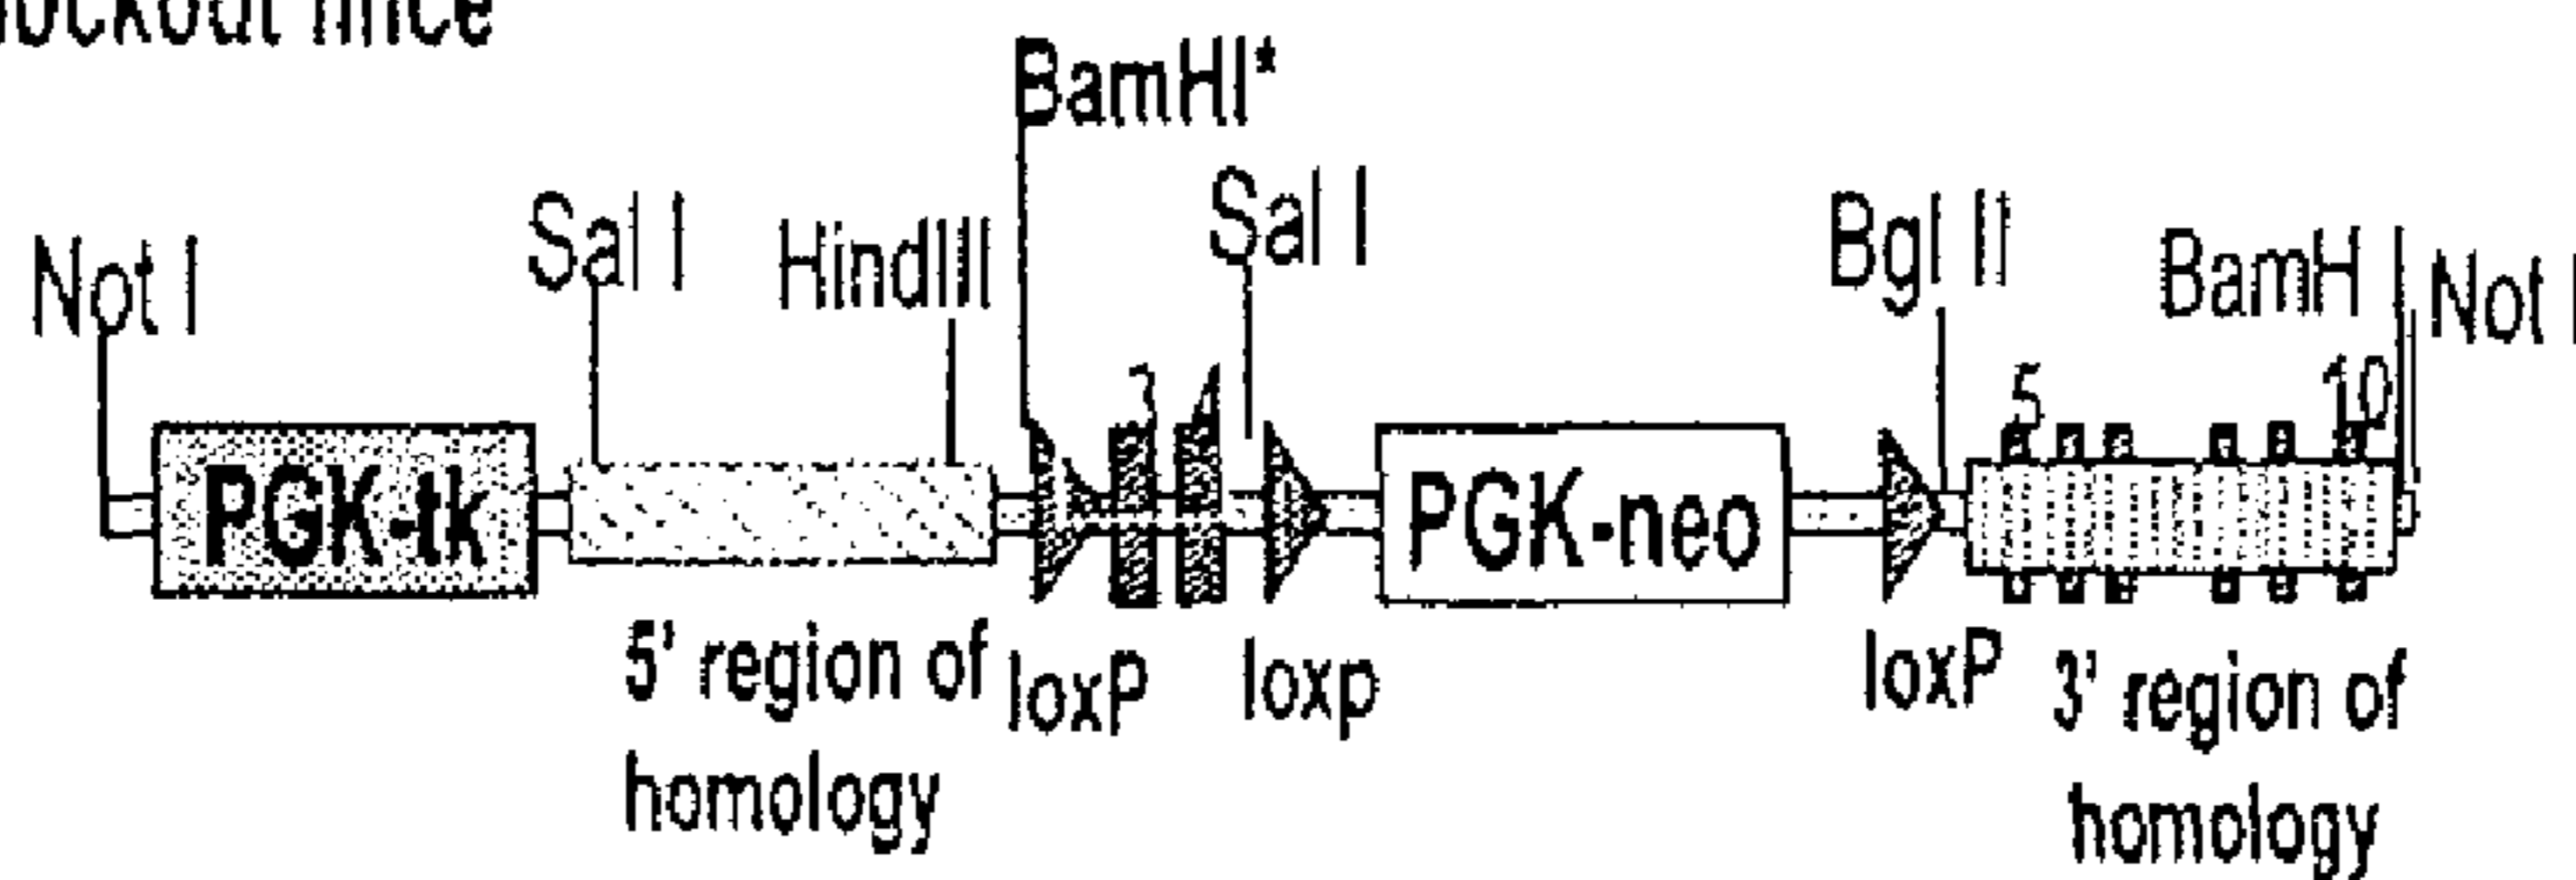 knockout mice
BamHI*
Sal I
Sal I
Not I
HindIII
Bgl II
BamH I
Not I
3 4
5
10
PGK-tk
PGK-neo
5' region of
homology
loxP
loxp
loxP
3' region of
homology